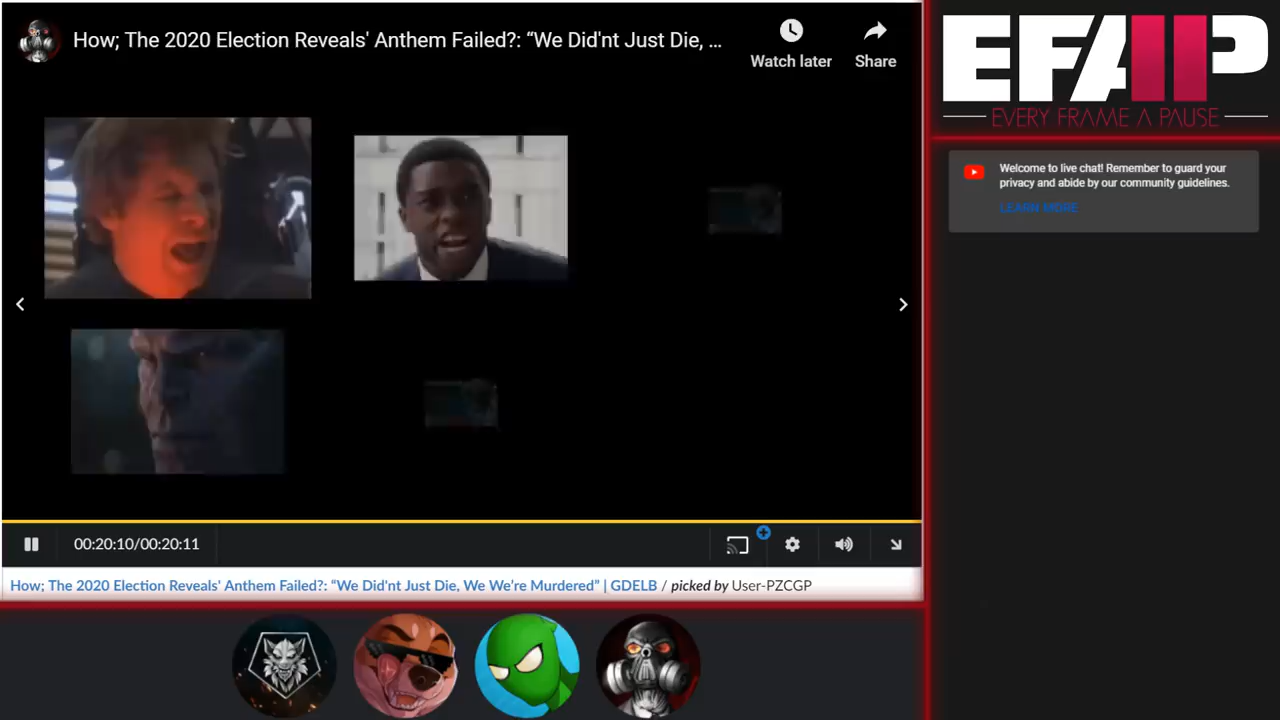 How; The 2020 Election Reveals' Anthem Failed?: “We Did'nt Just Die, ...
Watch later
Share
EFAP
EVERY FRAME A PAUSE
Welcome to live chat! Remember to guard your
privacy and abide by our community guidelines.
LEARN MORE
00:20:10/00:20:11
How; The 2020 Election Reveals' Anthem Failed?: “We Did'nt Just Die, We We're Murdered” | GDELB / picked by User-PZCGP